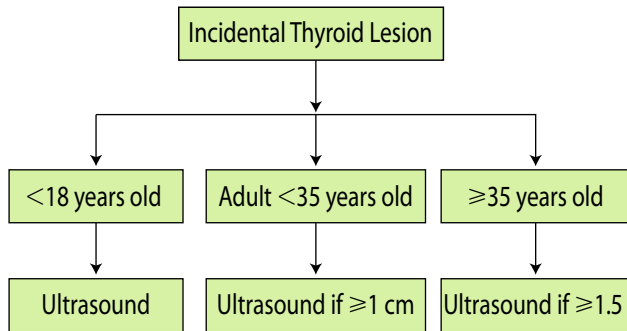 Incidental Thyroid Lesion
<18 years old
Adult <35 years old
≥35 years old
Ultrasound
Ultrasound if ≥1 cm
Ultrasound if ≥1.5